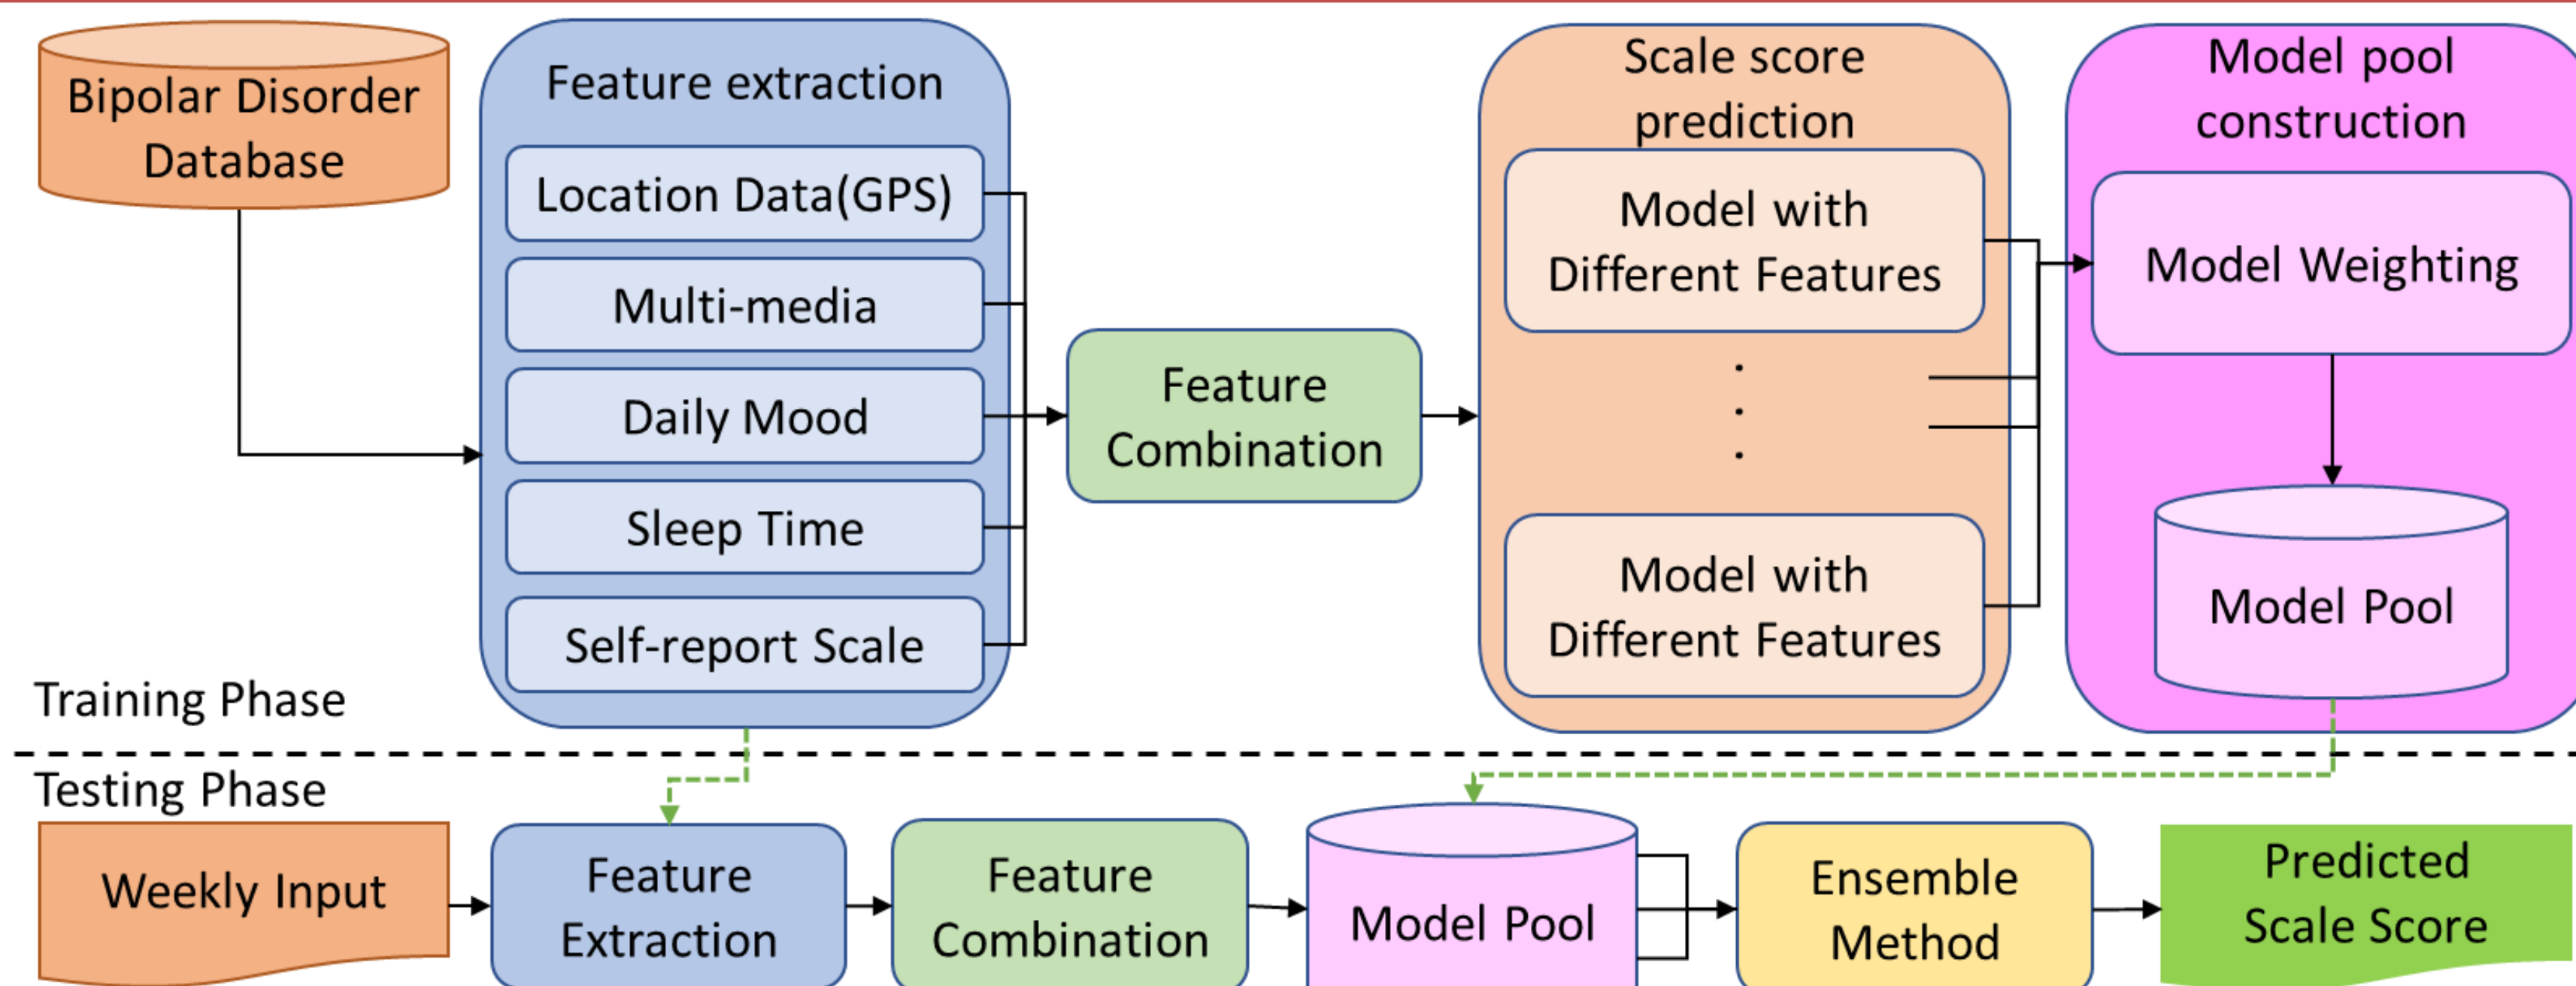 Bipolar Disorder
Database
Feature extraction
Location Data(GPS)
Multi-media
Daily Mood
Sleep Time
Self-report Scale
Feature
Combination
Scale score
prediction
Model with
Different Features
.
.
.
Model with
Different Features
Model pool
construction
Model Weighting
Model Pool
Training Phase
Testing Phase
Weekly Input
Feature
Extraction
Feature
Combination
Model Pool
Ensemble
Method
Predicted
Scale Score